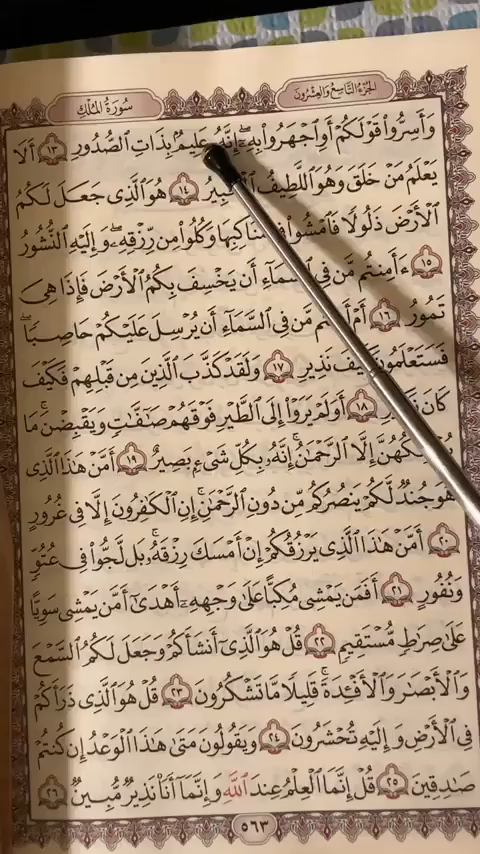 الجزء التاسع والعشرون
سورة الملك
وَأَسِرُّواْ قَوْلَكُمْ أَوِ ٱجْهَرُواْ بِهِۦٓ إِنَّهُۥ عَلِيمٌۢ بِذَاتِ ٱلصُّدُورِ ١٣ أَلَا
يَعْلَمُ مَنْ خَلَقَ وَهُوَ ٱللَّطِيفُ ١٤ هُوَ ٱلَّذِى جَعَلَ لَكُمُ
ٱلْأَرْضَ ذَلُولًا فَٱمْشُواْ مَنَاكِبِهَا وَكُلُواْ مِن رِّزْقِهِۦ وَإِلَيْهِ ٱلنُّشُورُ
١٥ ءَأَمِنتُم مَّن فِى ٱلسَّمَآءِ أَن يَخْسِفَ بِكُمُ ٱلْأَرْضَ فَإِذَا هِىَ
تَمُورُ ١٦ مَّن فِى ٱلسَّمَآءِ أَن يُرْسِلَ عَلَيْكُمْ حَاصِبًا
فَسَتَعْلَمُونَ كَيْفَ نَذِيرِ ١٧ وَلَقَدْ كَذَّبَ ٱلَّذِينَ مِن قَبْلِهِمْ فَكَيْفَ
كَانَ ١٨ أَوَلَمْ يَرَوْاْ إِلَى ٱلطَّيْرِ فَوْقَهُمْ صَٰٓفَّٰتٍ وَيَقْبِضْنَ مَا
إِلَّا ٱلرَّحْمَٰنُ إِنَّهُۥ بِكُلِّ شَىْءٍۭ بَصِيرٌ ١٩ أَمَّنْ هَٰذَا ٱلَّذِى
هُوَ جُندٌ لَّكُمْ يَنصُرُكُم مِّن دُونِ ٱلرَّحْمَٰنِ إِنِ ٱلْكَٰفِرُونَ إِلَّا فِى غُرُورٍ
٢٠ أَمَّنْ هَٰذَا ٱلَّذِى يَرْزُقُكُمْ إِنْ أَمْسَكَ رِزْقَهُۥ بَل لَّجُّواْ فِى عُتُوٍّ
وَنُفُورٍ ٢١ أَفَمَن يَمْشِى مُكِبًّا عَلَىٰ وَجْهِهِۦٓ أَهْدَىٰٓ أَمَّن يَمْشِى سَوِيًّا
عَلَىٰ صِرَٰطٍ مُّسْتَقِيمٍ ٢٢ قُلْ هُوَ ٱلَّذِىٓ أَنشَأَكُمْ وَجَعَلَ لَكُمُ ٱلسَّمْعَ
وَٱلْأَبْصَٰرَ وَٱلْأَفْـِٔدَةَ قَلِيلًا مَّا تَشْكُرُونَ ٢٣ قُلْ هُوَ ٱلَّذِى ذَرَأَكُمْ
فِى ٱلْأَرْضِ وَإِلَيْهِ تُحْشَرُونَ ٢٤ وَيَقُولُونَ مَتَىٰ هَٰذَا ٱلْوَعْدُ إِن كُنتُمْ
صَٰدِقِينَ ٢٥ قُلْ إِنَّمَا ٱلْعِلْمُ عِندَ ٱللَّهِ وَإِنَّمَآ أَنَا۠ نَذِيرٌ مُّبِينٌ ٢٦
٥٦٣